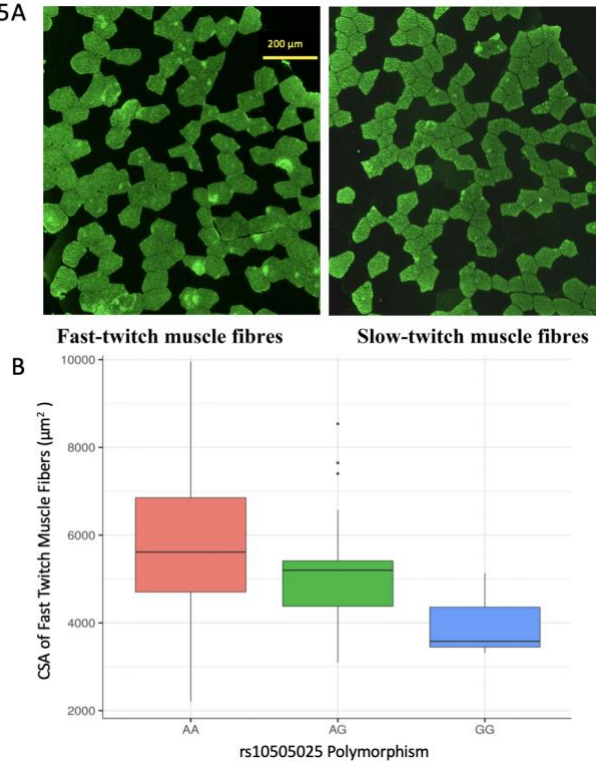 5A
200 µm
Fast-twitch muscle fibres
Slow-twitch muscle fibres
B
CSA of Fast Twitch Muscle Fibers (µm²)
10000
8000
6000
4000
2000
AA
AG
GG
rs10505025 Polymorphism